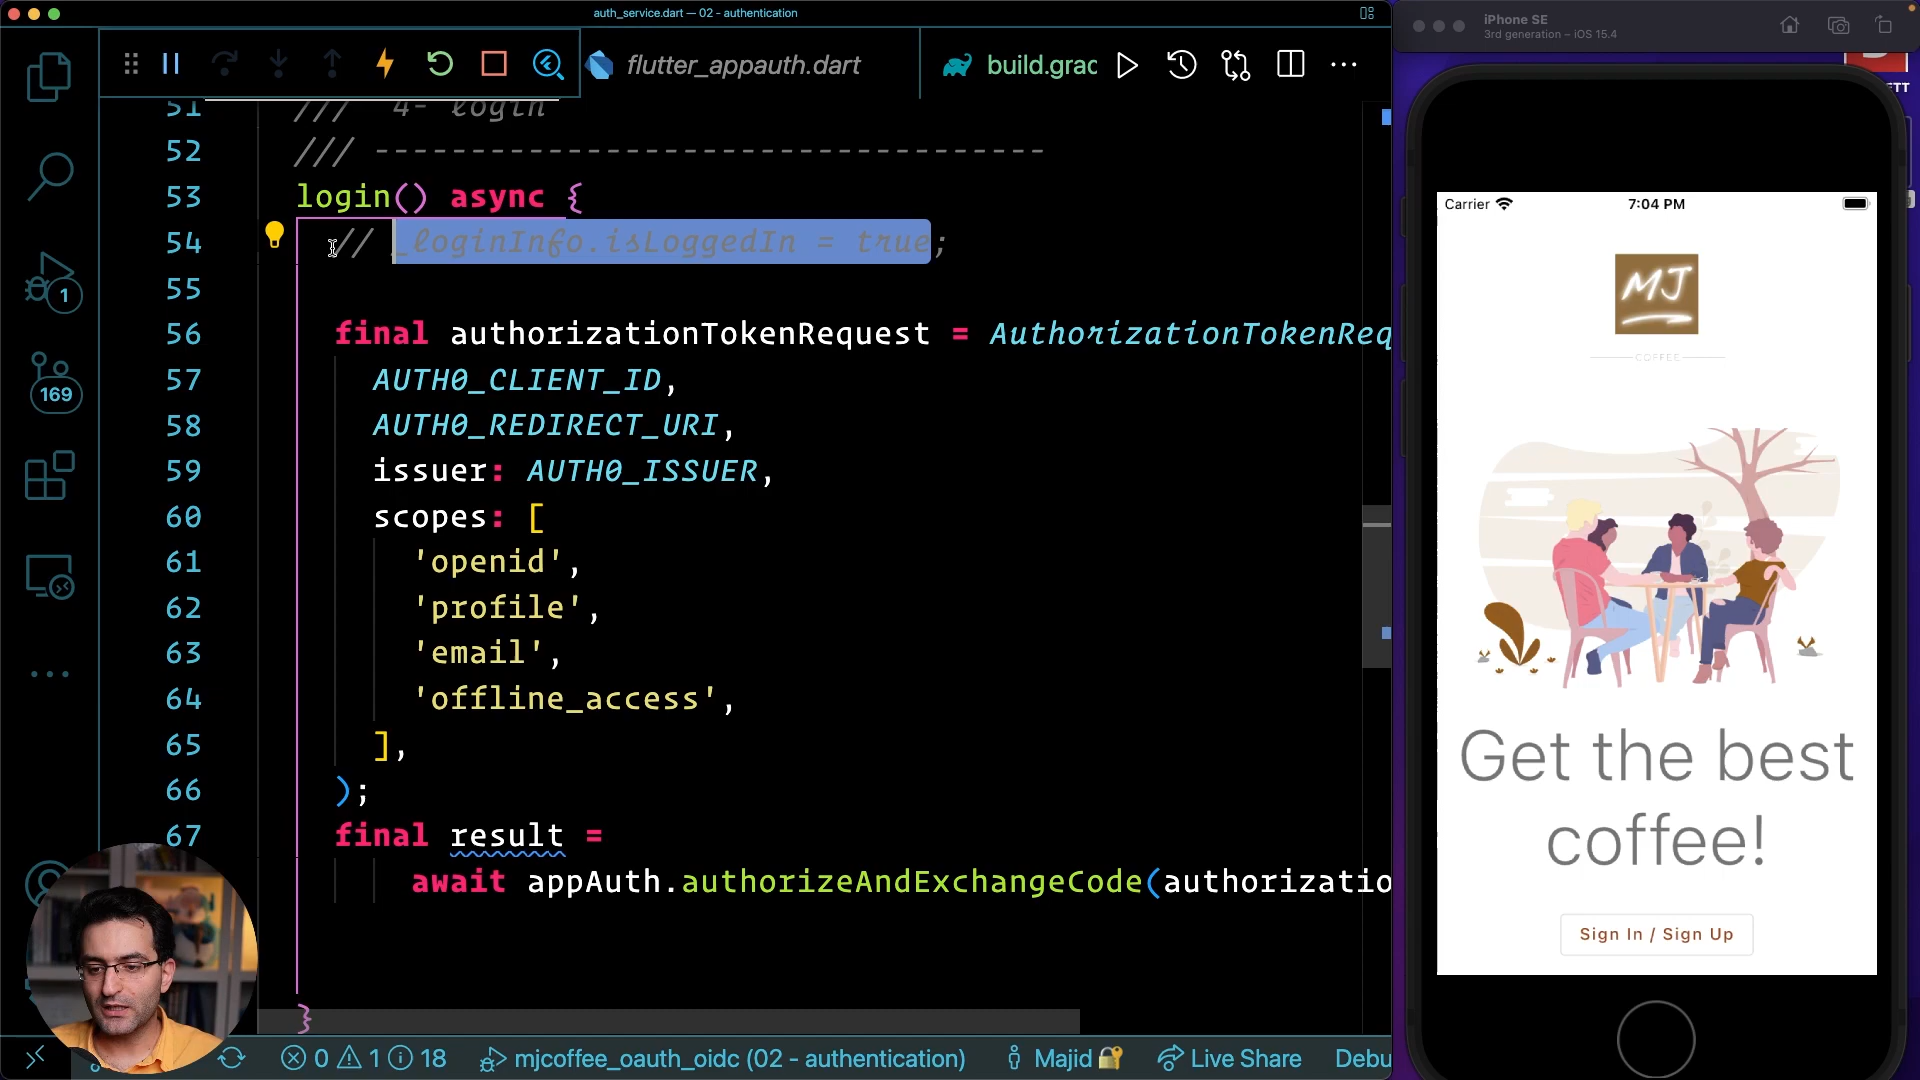 auth_service.dart — 02 - authentication
flutter_appauth.dart
build.grac
51 /// 4- login
52 /// -----------------------------------
53 login() async {
54 // _loginInfo.isLoggedIn = true;
55
56 final authorizationTokenRequest = AuthorizationTokenReq
57 AUTH0_CLIENT_ID,
58 AUTH0_REDIRECT_URI,
59 issuer: AUTH0_ISSUER,
60 scopes: [
61 'openid',
62 'profile',
63 'email',
64 'offline_access',
65 ],
66 );
67 final result =
await appAuth.authorizeAndExchangeCode(authorizatio
}
1
169
0 1 18
mjcoffee_oauth_oidc (02 - authentication)
Majid
Live Share
Debu
iPhone SE
3rd generation – iOS 15.4
TT
Carrier
7:04 PM
MJ
COFFEE
Get the best
coffee!
Sign In / Sign Up